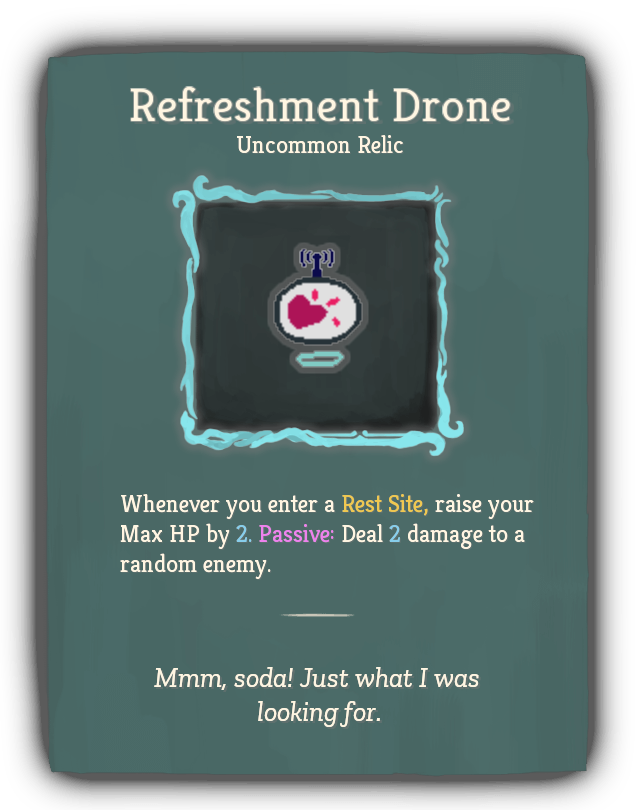 Refreshment Drone
Uncommon Relic
Whenever you enter a Rest Site, raise your
Max HP by 2. Passive: Deal 2 damage to a
random enemy.
Mmm, soda! Just what I was
looking for.